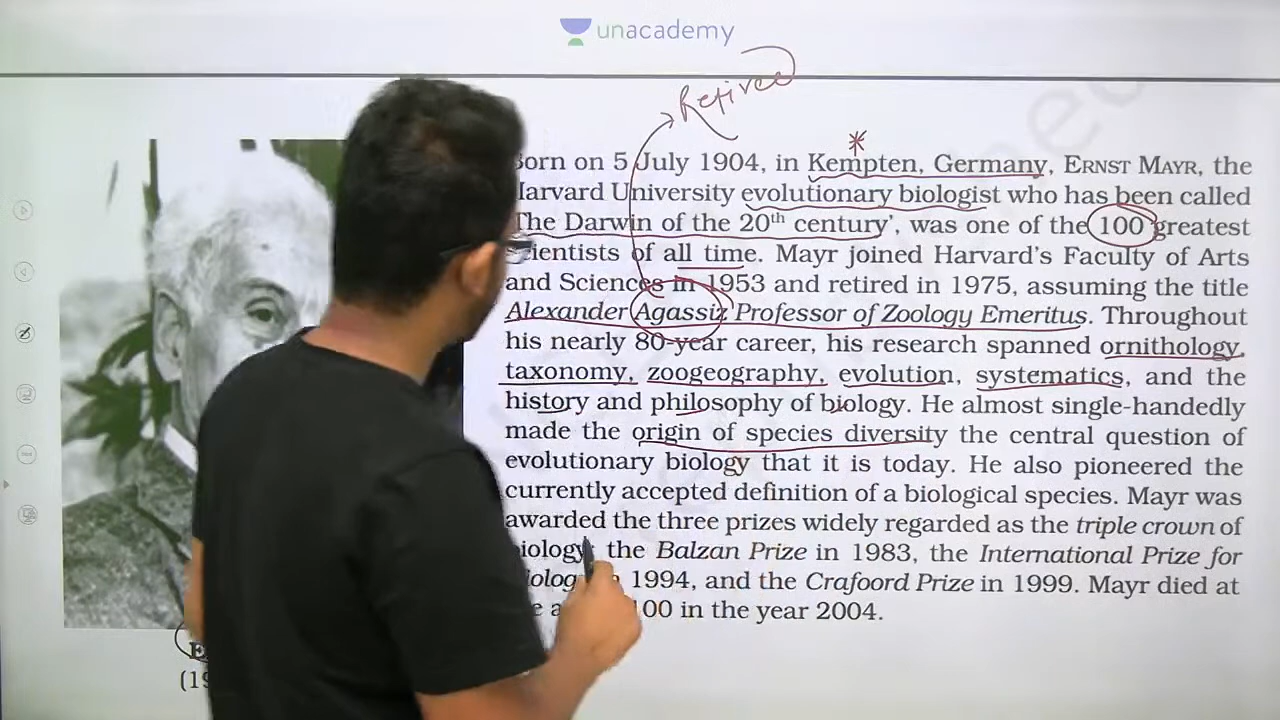 unacademy
Retired
*
Born on 5 July 1904, in Kempten, Germany, ERNST MAYR, the
Harvard University evolutionary biologist who has been called
'The Darwin of the 20th century', was one of the 100 greatest
scientists of all time. Mayr joined Harvard's Faculty of Arts
and Sciences in 1953 and retired in 1975, assuming the title
Alexander Agassiz Professor of Zoology Emeritus. Throughout
his nearly 80-year career, his research spanned ornithology,
taxonomy, zoogeography, evolution, systematics, and the
history and philosophy of biology. He almost single-handedly
made the origin of species diversity the central question of
evolutionary biology that it is today. He also pioneered the
currently accepted definition of a biological species. Mayr was
awarded the three prizes widely regarded as the triple crown of
biology: the Balzan Prize in 1983, the International Prize for
1994, and the Crafoord Prize in 1999. Mayr died at
100 in the year 2004.